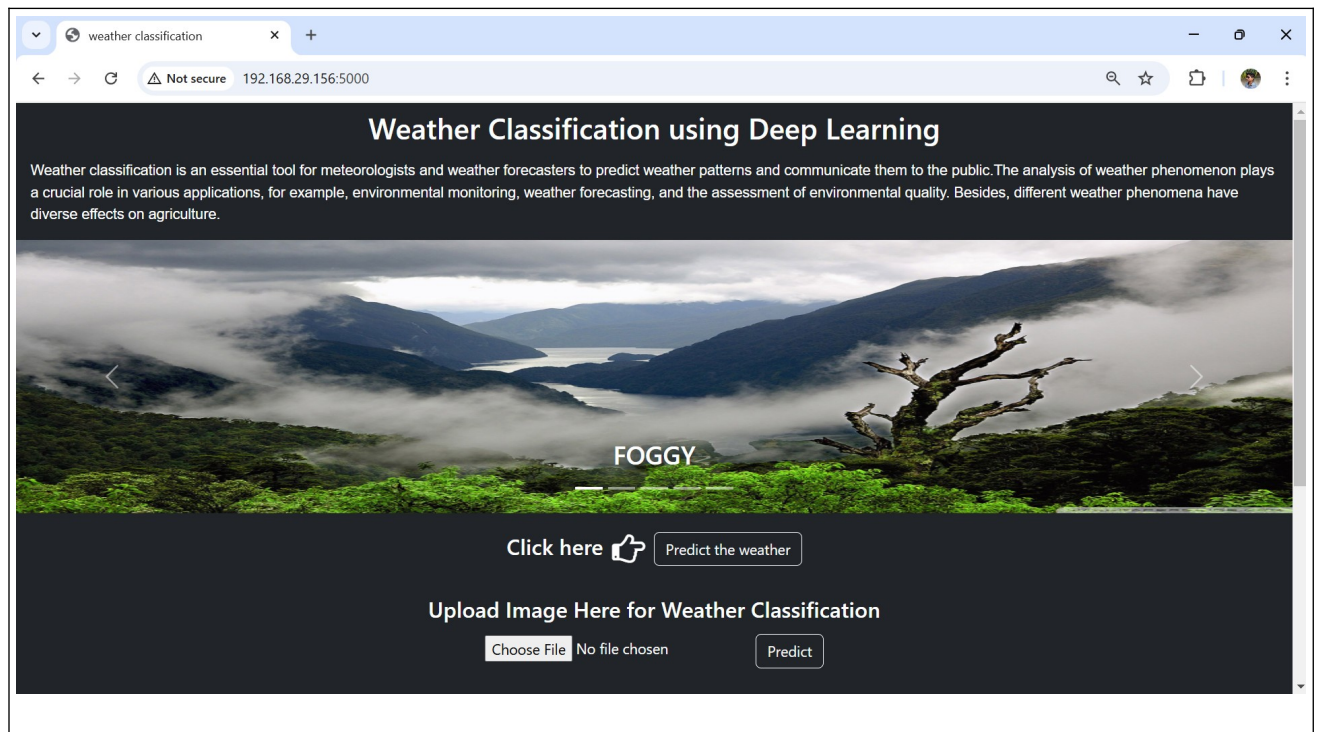 weather classification
Not secure 192.168.29.156:5000
Weather Classification using Deep Learning
Weather classification is an essential tool for meteorologists and weather forecasters to predict weather patterns and communicate them to the public.The analysis of weather phenomenon plays
a crucial role in various applications, for example, environmental monitoring, weather forecasting, and the assessment of environmental quality. Besides, different weather phenomena have
diverse effects on agriculture.
FOGGY
Click here Predict the weather
Upload Image Here for Weather Classification
Choose File No file chosen Predict